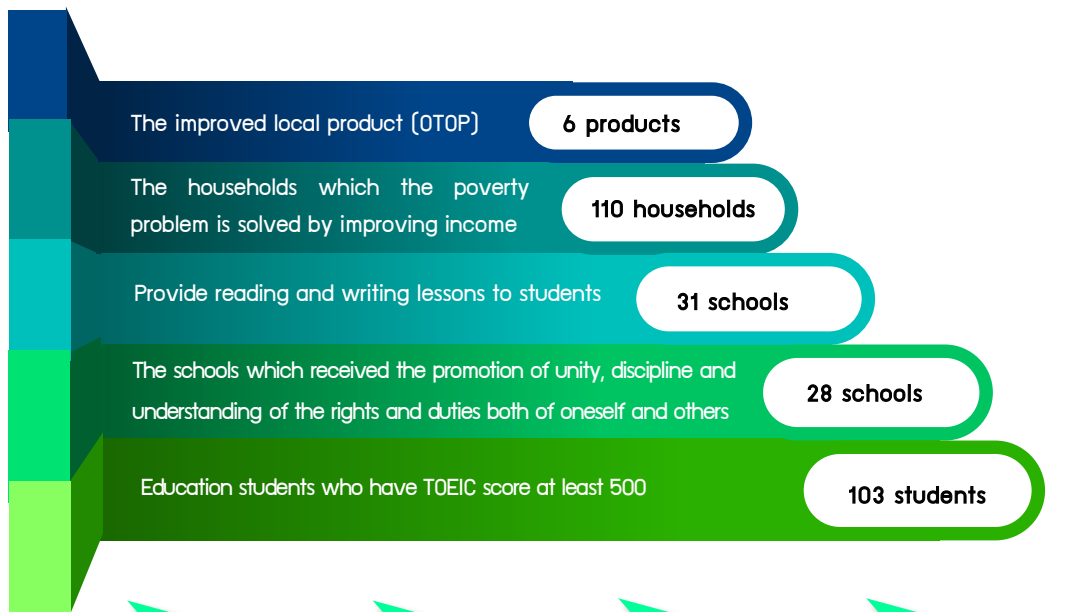 The improved local product (OTOP)
6 products
The households which the poverty
problem is solved by improving income
110 households
Provide reading and writing lessons to students
31 schools
The schools which received the promotion of unity, discipline and
understanding of the rights and duties both of oneself and others
28 schools
Education students who have TOEIC score at least 500
103 students